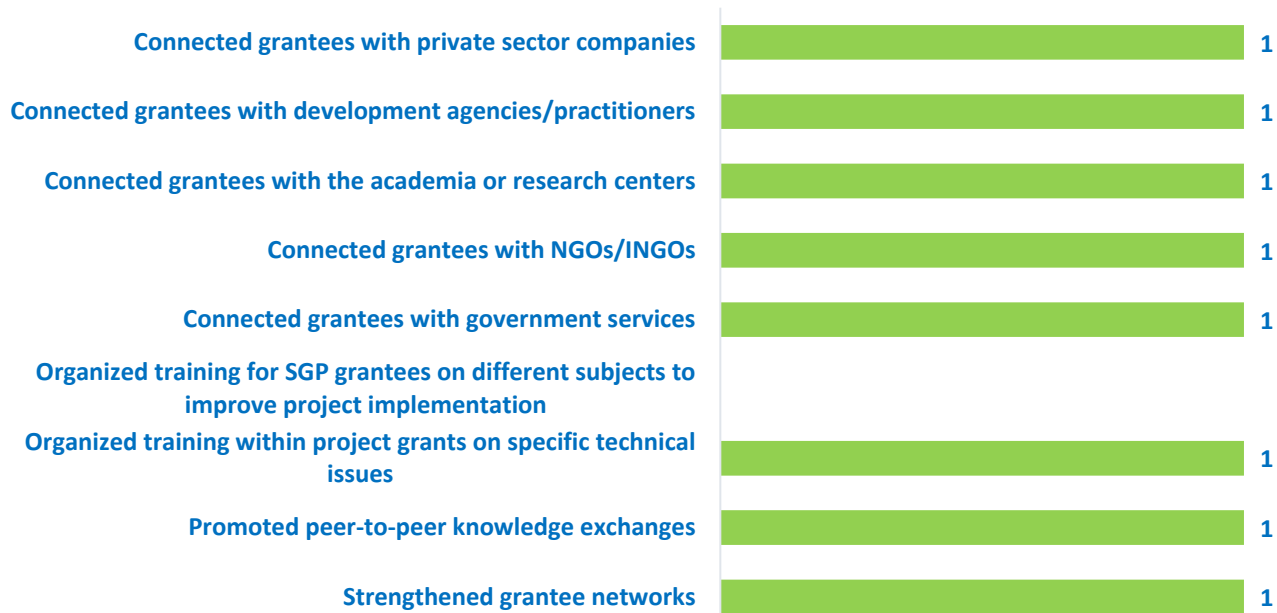 Connected grantees with private sector companies 1
Connected grantees with development agencies/practitioners 1
Connected grantees with the academia or research centers 1
Connected grantees with NGOs/INGOs 1
Connected grantees with government services 1
Organized training for SGP grantees on different subjects to
improve project implementation
Organized training within project grants on specific technical
issues 1
Promoted peer-to-peer knowledge exchanges 1
Strengthened grantee networks 1